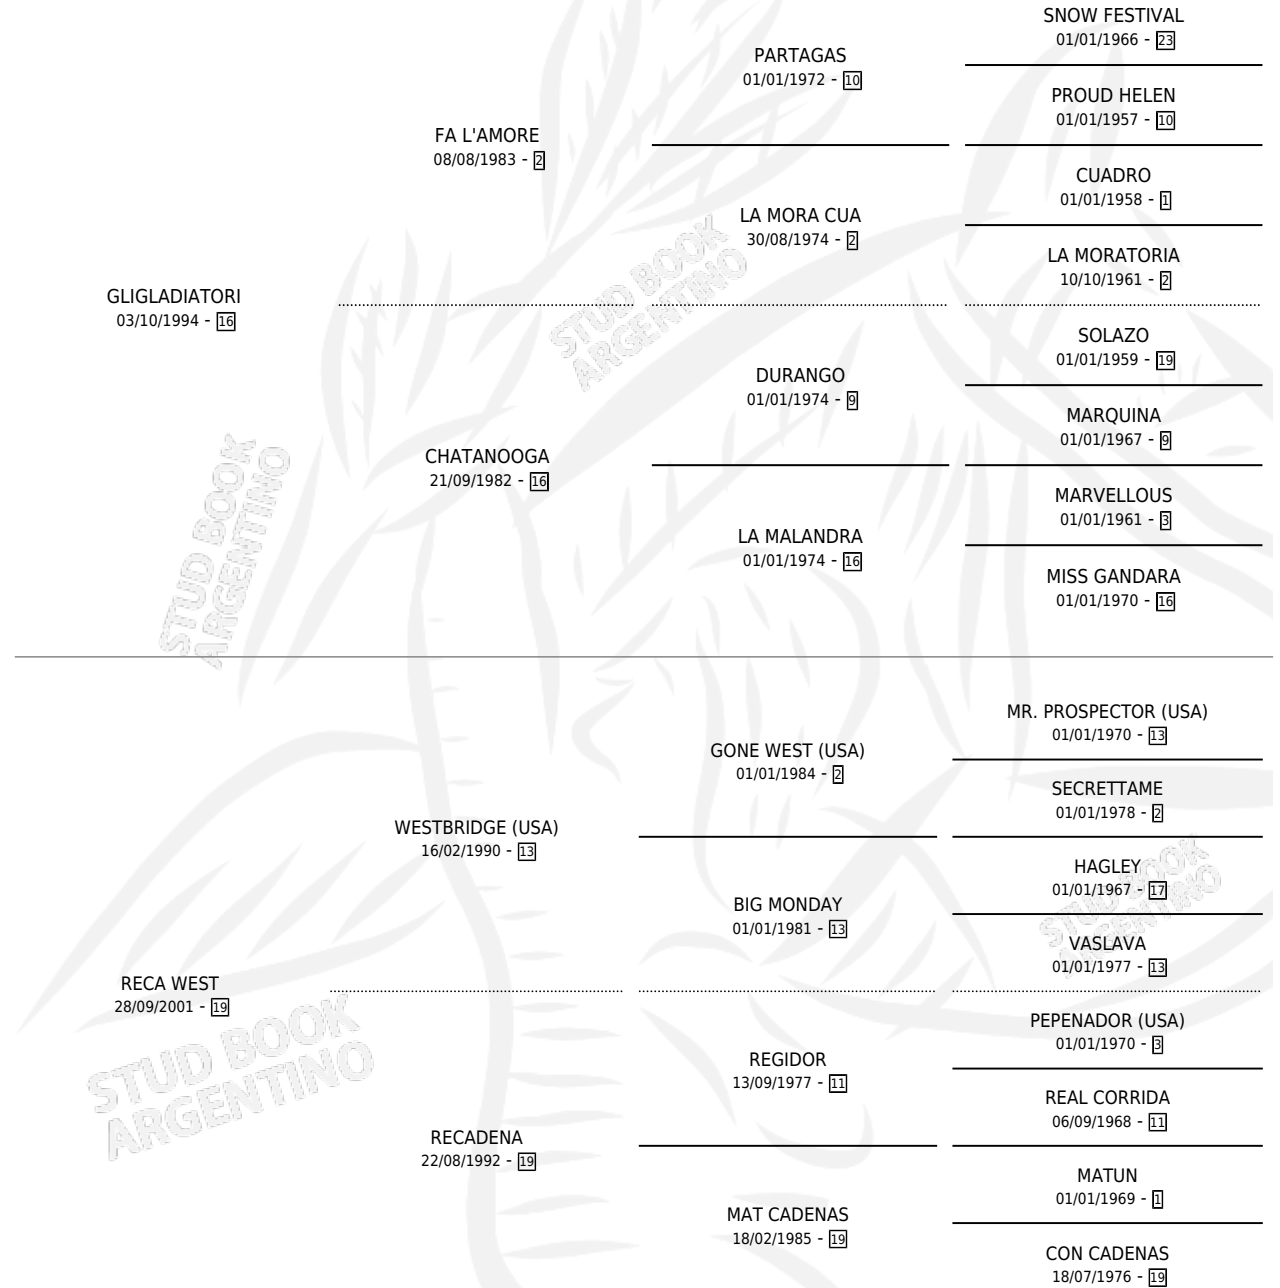 SNOW FESTIVAL
01/01/1966 - 23
PARTAGAS
01/01/1972 - 10
PROUD HELEN
01/01/1957 - 10
FA L'AMORE
08/08/1983 - 2
CUADRO
01/01/1958 - 1
LA MORA CUA
30/08/1974 - 2
LA MORATORIA
10/10/1961 - 2
GLIGLADIATORI
03/10/1994 - 16
SOLAZO
01/01/1959 - 19
DURANGO
01/01/1974 - 9
MARQUINA
01/01/1967 - 9
CHATANOOGA
21/09/1982 - 16
MARVELLOUS
01/01/1961 - 3
LA MALANDRA
01/01/1974 - 16
MISS GANDARA
01/01/1970 - 16
MR. PROSPECTOR (USA)
01/01/1970 - 13
GONE WEST (USA)
01/01/1984 - 2
SECRETTAME
01/01/1978 - 2
WESTBRIDGE (USA)
16/02/1990 - 13
HAGLEY
01/01/1967 - 17
BIG MONDAY
01/01/1981 - 13
VASLAVA
01/01/1977 - 13
RECA WEST
28/09/2001 - 19
PEPENADOR (USA)
01/01/1970 - 3
REGIDOR
13/09/1977 - 11
REAL CORRIDA
06/09/1968 - 11
RECADENA
22/08/1992 - 19
MATUN
01/01/1969 - 1
MAT CADENAS
18/02/1985 - 19
CON CADENAS
18/07/1976 - 19
STUD BOOK
ARGENTINO
STUD BOOK
ARGENTINO
STUD BOOK
ARGENTINO
STUD BOOK
ARGENTINO